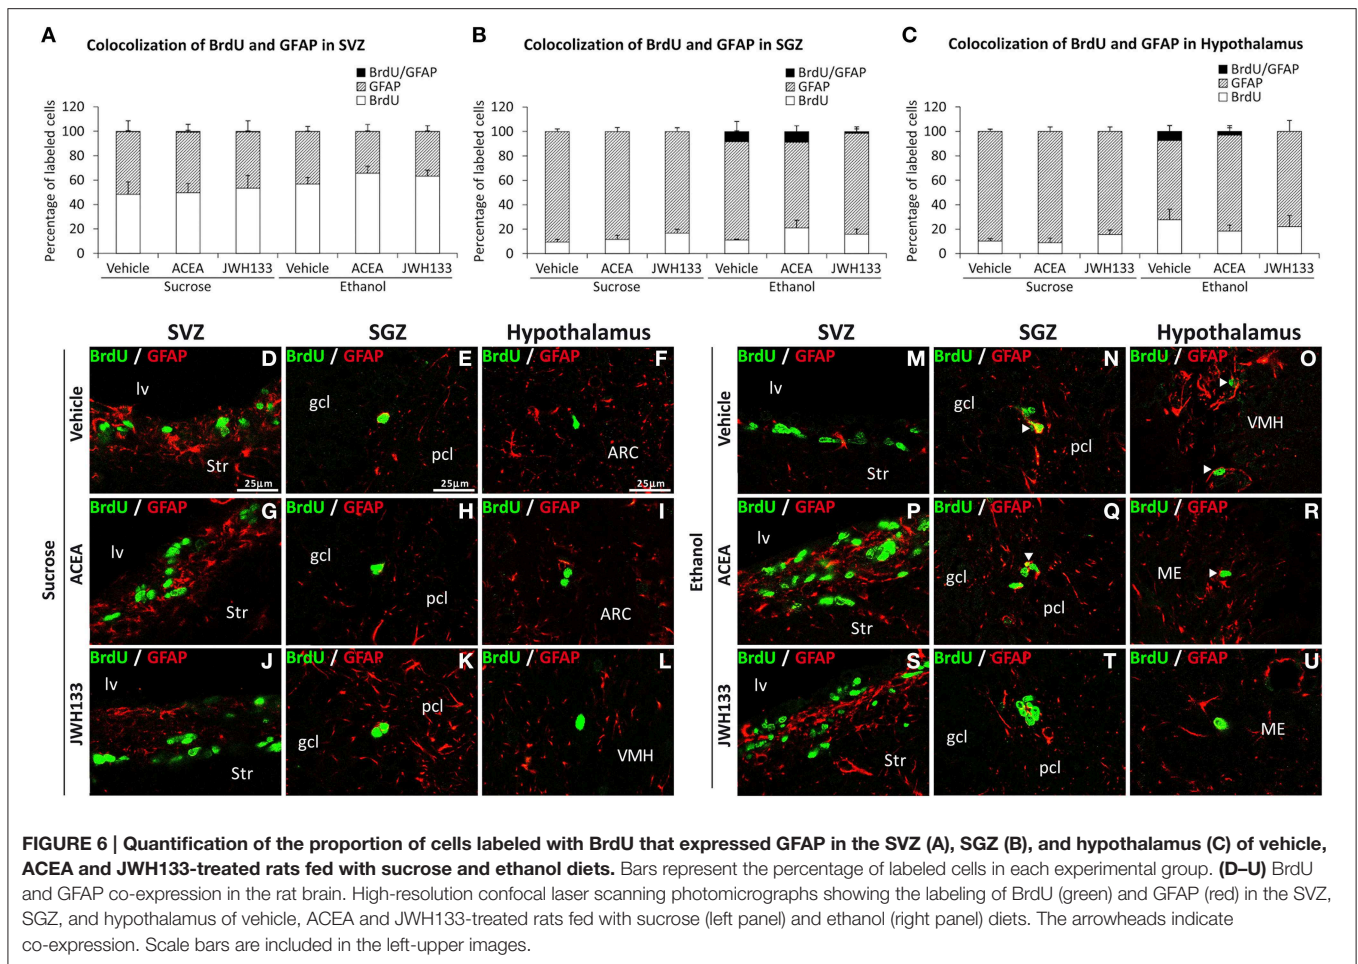 A
Colocolization of BrdU and GFAP in SVZ
BrdU/GFAP
GFAP
BrdU
Percentage of labeled cells
120
100
80
60
40
20
0
Vehicle ACEA JWH133 Vehicle ACEA JWH133
Sucrose Ethanol
B
Colocolization of BrdU and GFAP in SGZ
BrdU/GFAP
GFAP
BrdU
Percentage of labeled cells
120
100
80
60
40
20
0
Vehicle ACEA JWH133 Vehicle ACEA JWH133
Sucrose Ethanol
C
Colocolization of BrdU and GFAP in Hypothalamus
BrdU/GFAP
GFAP
BrdU
Percentage of labeled cells
120
100
80
60
40
20
0
Vehicle ACEA JWH133 Vehicle ACEA JWH133
Sucrose Ethanol
SVZ SGZ Hypothalamus
Sucrose
Vehicle
BrdU / GFAP D
lv
Str
25µm
BrdU / GFAP E
gcl
pcl
25µm
BrdU / GFAP F
ARC
25µm
ACEA
BrdU / GFAP G
lv
Str
BrdU / GFAP H
gcl
pcl
BrdU / GFAP I
ARC
JWH133
BrdU / GFAP J
lv
Str
BrdU / GFAP K
pcl
gcl
BrdU / GFAP L
VMH
SVZ SGZ Hypothalamus
Ethanol
Vehicle
BrdU / GFAP M
lv
Str
BrdU / GFAP N
gcl
pcl
BrdU / GFAP O
VMH
ACEA
BrdU / GFAP P
lv
Str
BrdU / GFAP Q
gcl
pcl
BrdU / GFAP R
ME
JWH133
BrdU / GFAP S
lv
Str
BrdU / GFAP T
gcl
pcl
BrdU / GFAP U
ME
FIGURE 6 | Quantification of the proportion of cells labeled with BrdU that expressed GFAP in the SVZ (A), SGZ (B), and hypothalamus (C) of vehicle,
ACEA and JWH133-treated rats fed with sucrose and ethanol diets. Bars represent the percentage of labeled cells in each experimental group. (D–U) BrdU
and GFAP co-expression in the rat brain. High-resolution confocal laser scanning photomicrographs showing the labeling of BrdU (green) and GFAP (red) in the SVZ,
SGZ, and hypothalamus of vehicle, ACEA and JWH133-treated rats fed with sucrose (left panel) and ethanol (right panel) diets. The arrowheads indicate
co-expression. Scale bars are included in the left-upper images.